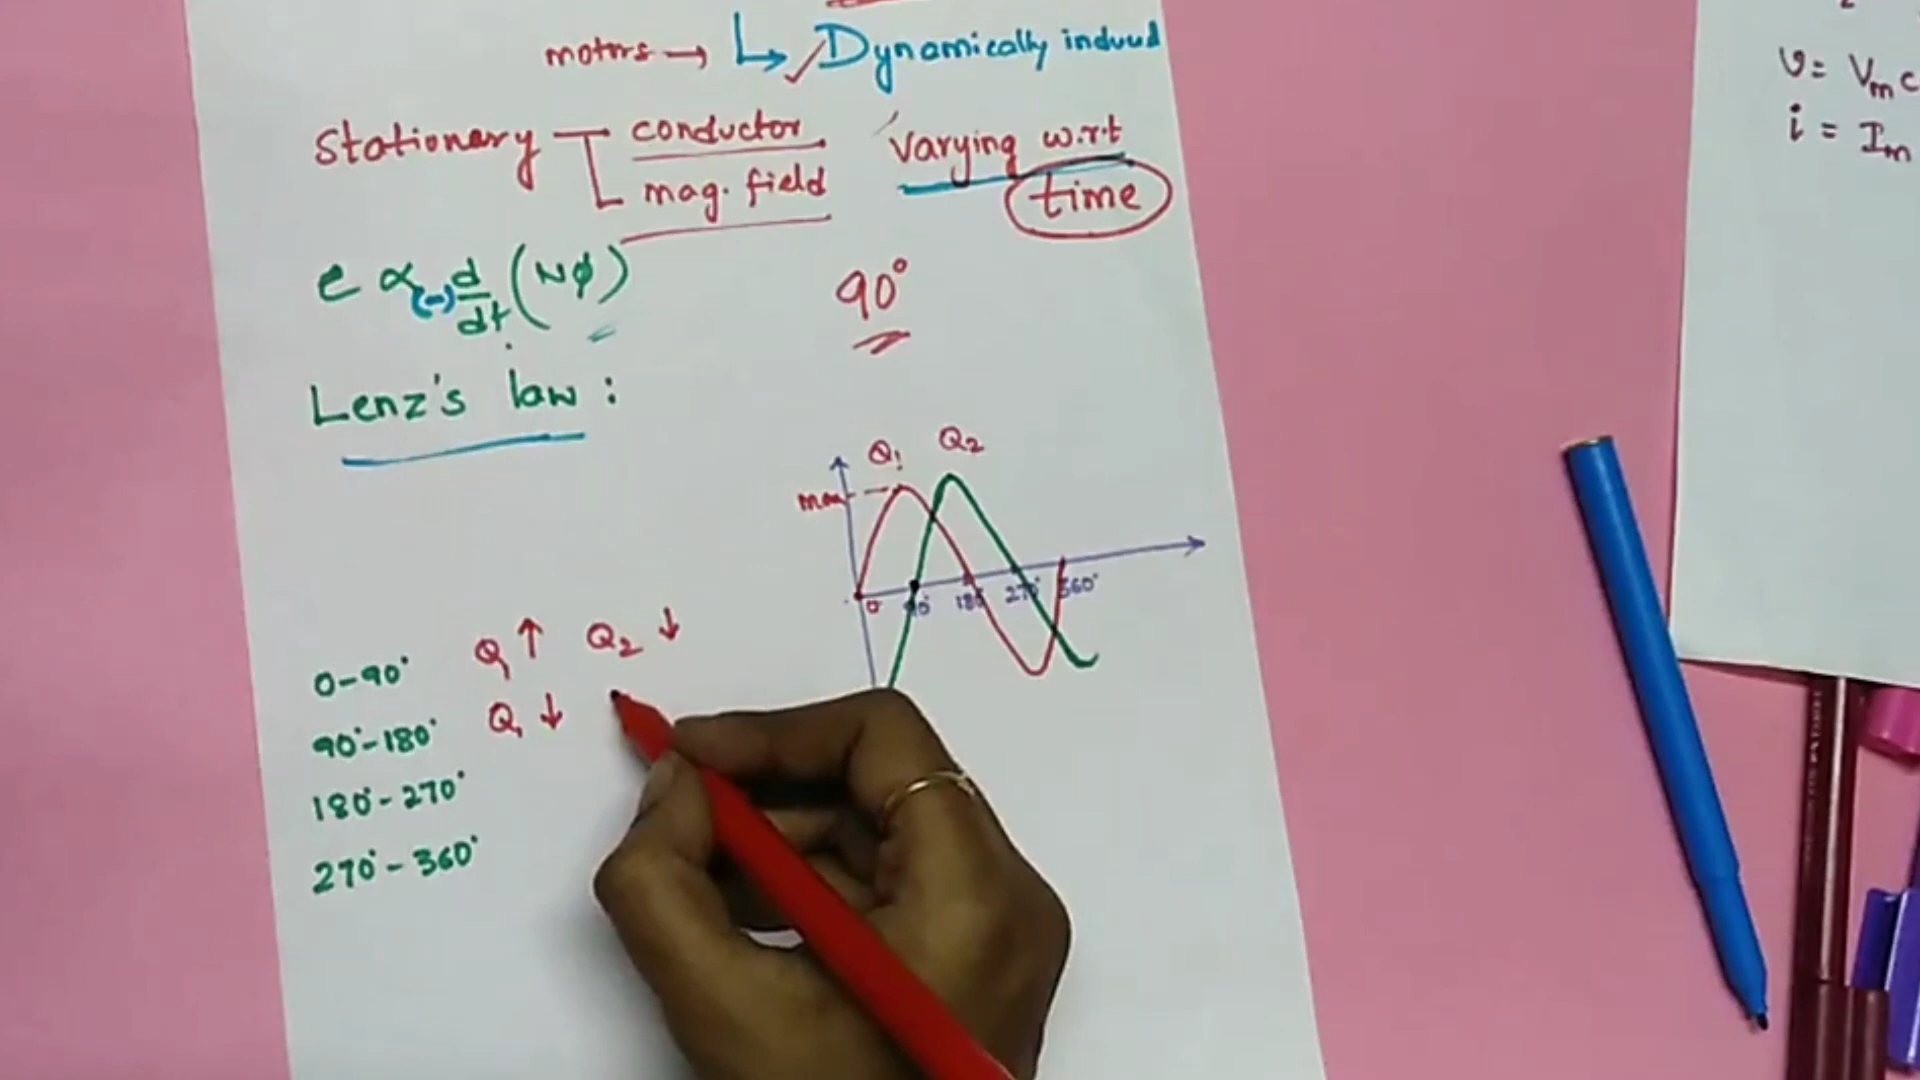 motors → ↳ ✓ Dynamically induced
Stationary conductor varying w.r.t
mag. field time
e ∝ (-) d/dt (Nϕ) 90°
Lenz's law :
Q1 Q2
max
0° 90° 180° 270° 360°
0-90° Q1 ↑ Q2 ↓
90°-180° Q1 ↓
180°-270°
270°-360°
v = Vm
i = Im